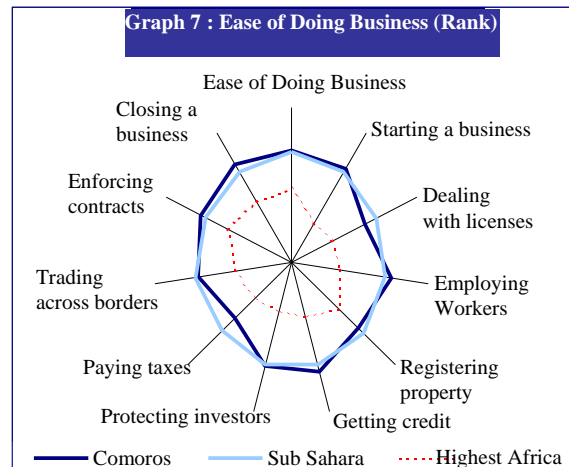 Graph 7 : Ease of Doing Business (Rank)
Ease of Doing Business
Closing a
business
Starting a business
Enforcing
contracts
Dealing
with licenses
Trading
across borders
Employing
Workers
Paying taxes
Registering
property
Protecting investors
Getting credit
Comoros
Sub Sahara
Highest Africa